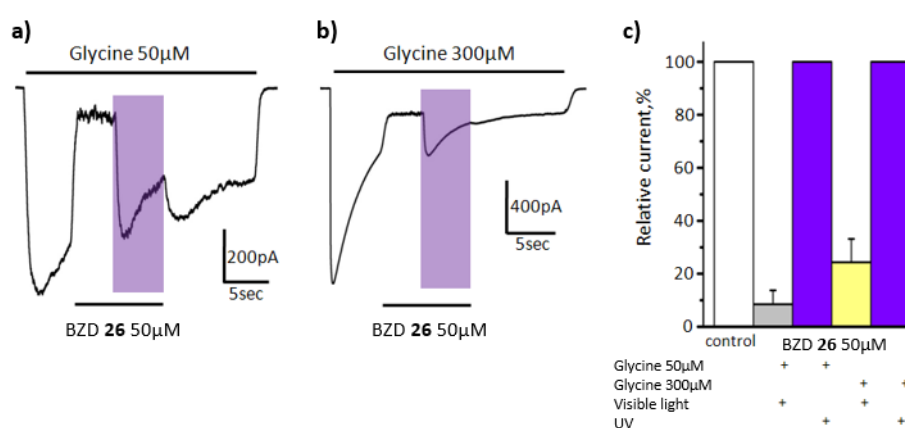 a)
Glycine 50µM
200pA
5sec
BZD 26 50µM
b)
Glycine 300µM
400pA
5sec
BZD 26 50µM
c)
Relative current,%
100
80
60
40
20
0
control
BZD 26 50µM
Glycine 50µM + +
Glycine 300µM + +
Visible light + +
UV + +